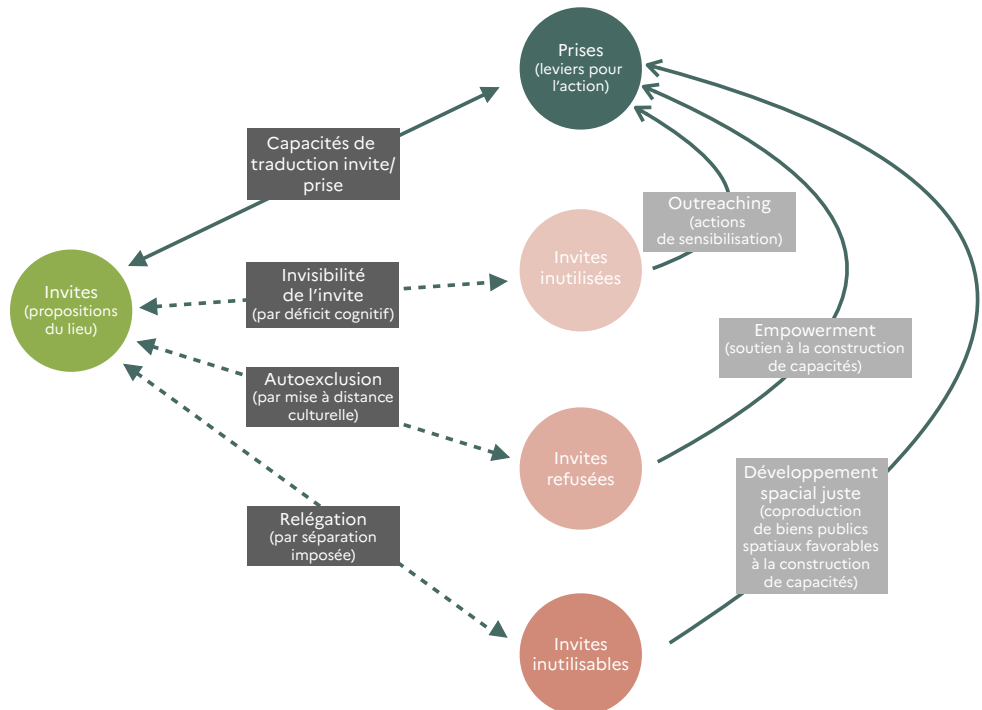 Prises
(leviers pour
l'action)
Capacités de
traduction invite/
prise
Outreaching
(actions
de sensibilisation)
Invites
(propositions
du lieu)
Invisibilité
de l'invite
(par déficit cognitif)
Invites
inutilisées
Empowerment
(soutien à la construction
de capacités)
Autoexclusion
(par mise à distance
culturelle)
Invites
refusées
Développement
spacial juste
(coproduction
de biens publics
spatiaux favorables
à la construction
de capacités)
Relégation
(par séparation
imposée)
Invites
inutilisables